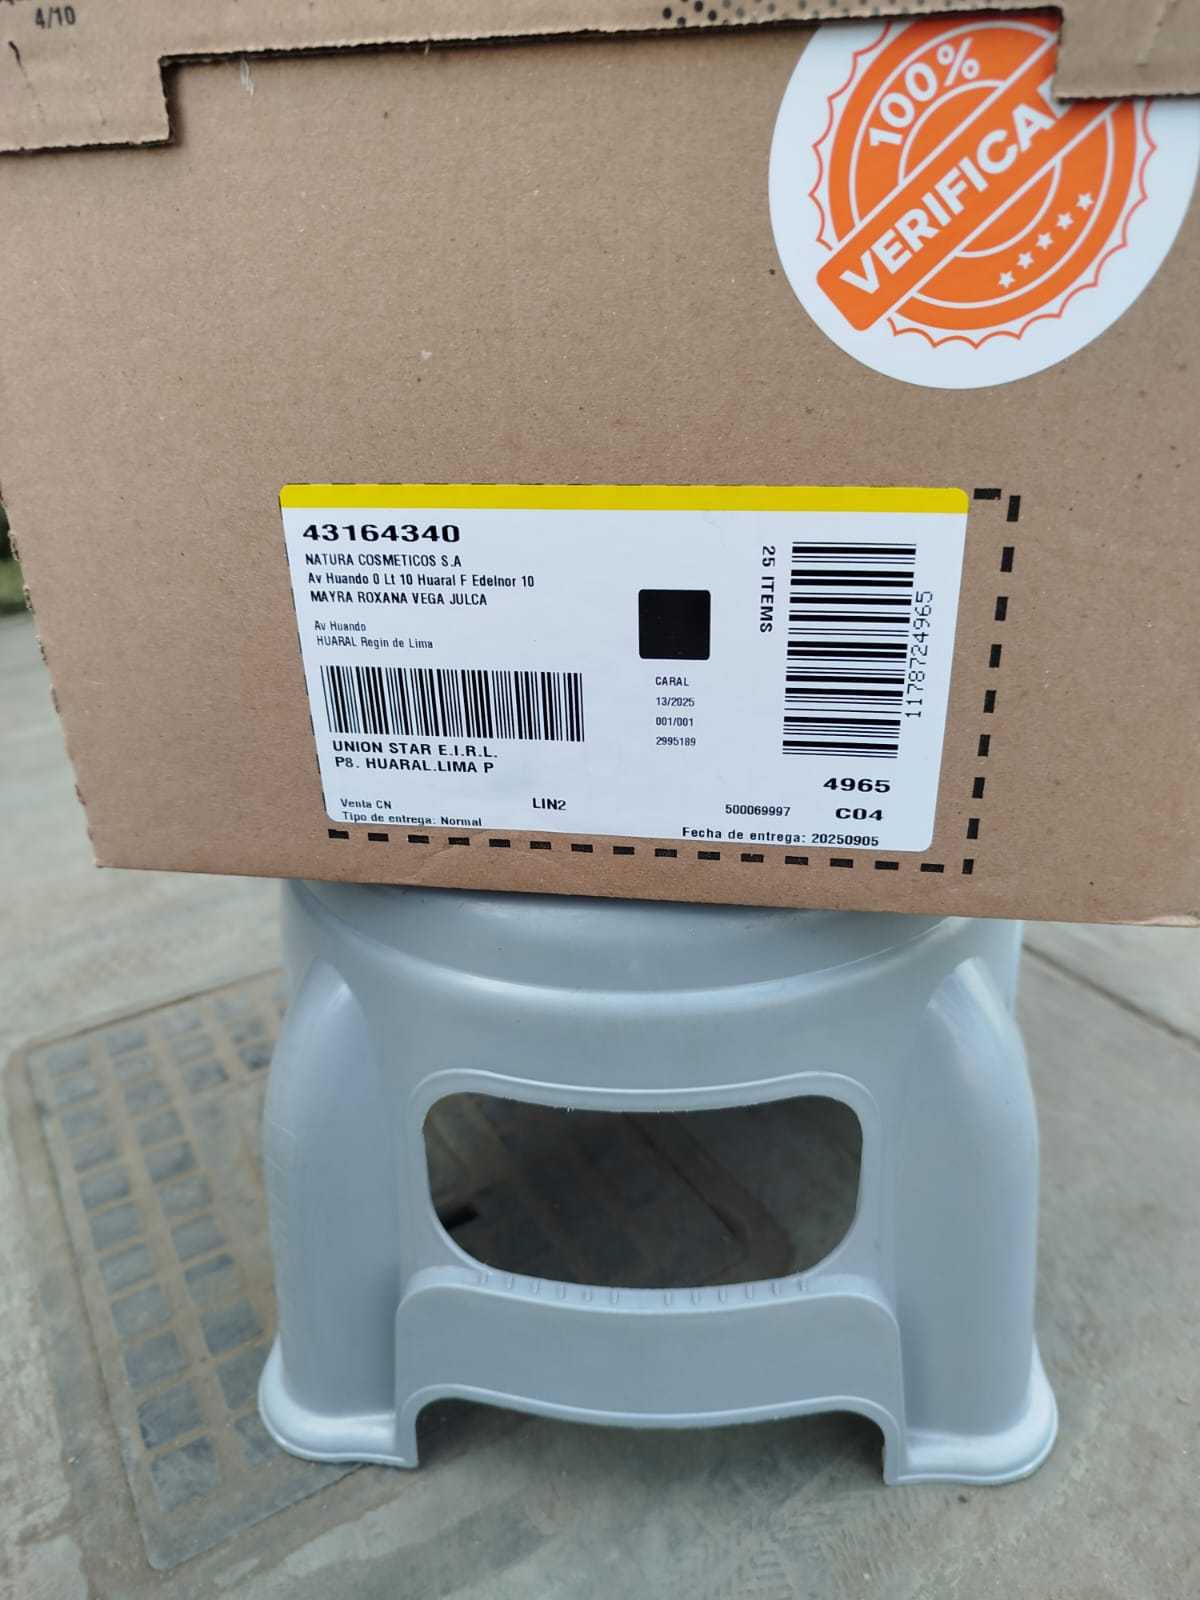 4/10
100%
VERIFICA
43164340
NATURA COSMETICOS S.A
Av Huando 0 Lt 10 Huaral F Edelnor 10
MAYRA ROXANA VEGA JULCA
Av Huando
HUARAL Regin de Lima
25 ITEMS
1178724965
CARAL
13/2025
001/001
2995189
UNION STAR E.I.R.L.
P8. HUARAL.LIMA P
4965
Venta CN
LIN2
500069997
C04
Tipo de entrega: Normal
Fecha de entrega: 20250905